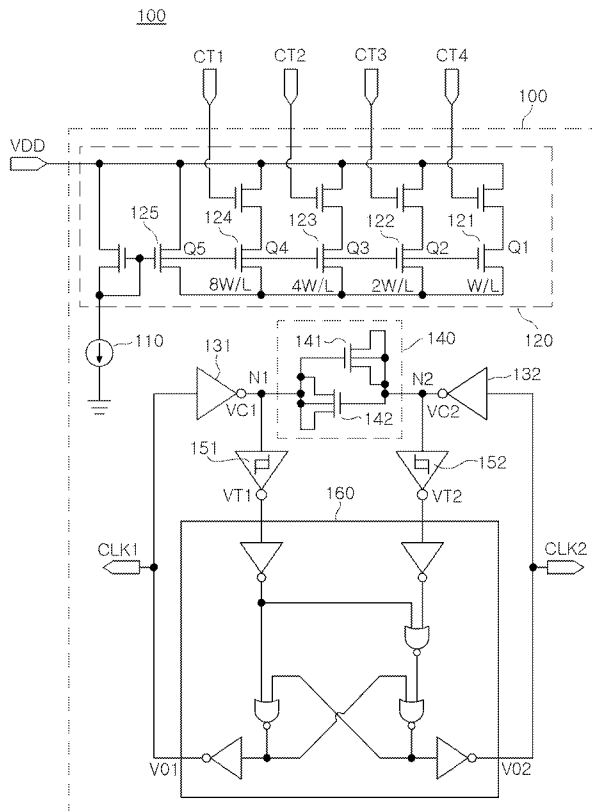 100
CT1 CT2 CT3 CT4
100
VDD
125 124 123 122 121
Q5 Q4 Q3 Q2 Q1
8W/L 4W/L 2W/L W/L
110
120
131 141 140
N1 N2 132
VC1 VC2
142
151 152
VT1 VT2
160
CLK1 CLK2
V01 V02